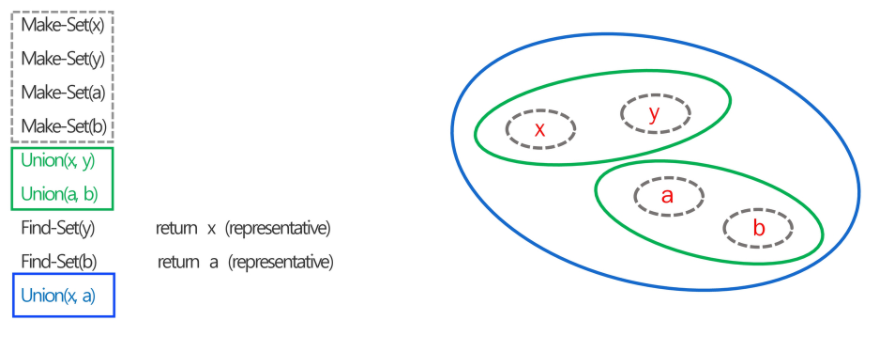 Make-Set(x)
Make-Set(y)
Make-Set(a)
Make-Set(b)
Union(x, y)
Union(a, b)
Find-Set(y) return x (representative)
Find-Set(b) return a (representative)
Union(x, a)
x
y
a
b